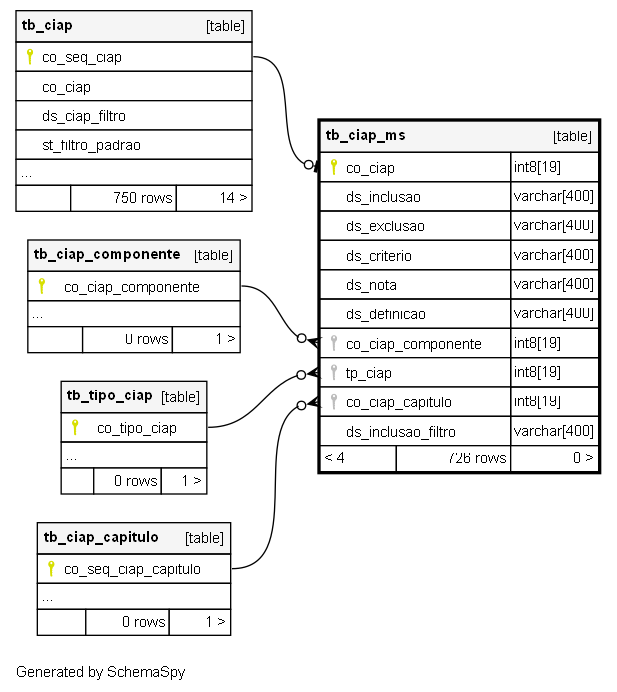 tb_ciap [table]
co_seq_ciap
co_ciap
ds_ciap_filtro
st_filtro_padrao
...
750 rows 14 >
tb_ciap_componente [table]
co_ciap_componente
...
0 rows 1 >
tb_tipo_ciap [table]
co_tipo_ciap
...
0 rows 1 >
tb_ciap_capitulo [table]
co_seq_ciap_capitulo
...
0 rows 1 >
tb_ciap_ms [table]
co_ciap int8[19]
ds_inclusao varchar[400]
ds_exclusao varchar[400]
ds_criterio varchar[400]
ds_nota varchar[400]
ds_definicao varchar[400]
co_ciap_componente int8[19]
tp_ciap int8[19]
co_ciap_capitulo int8[19]
ds_inclusao_filtro varchar[400]
< 4 726 rows 0 >
Generated by SchemaSpy